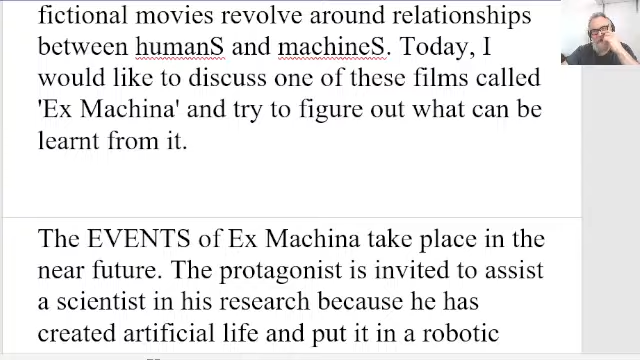 fictional movies revolve around relationships
between humanS and machineS. Today, I
would like to discuss one of these films called
'Ex Machina' and try to figure out what can be
learnt from it.
The EVENTS of Ex Machina take place in the
near future. The protagonist is invited to assist
a scientist in his research because he has
created artificial life and put it in a robotic